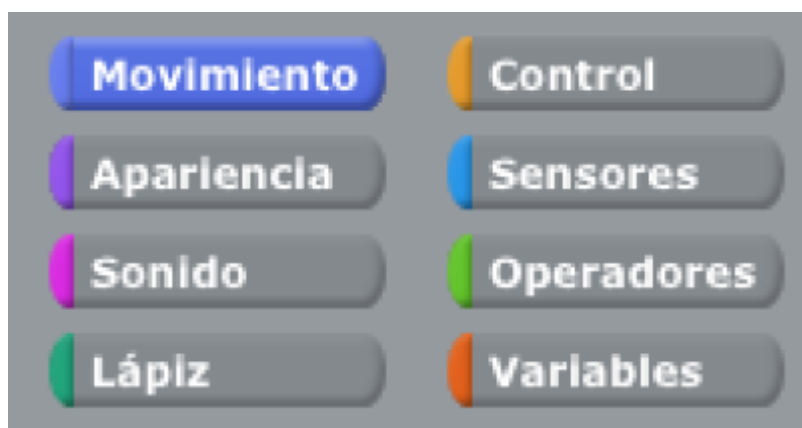 Movimiento Control
Apariencia Sensores
Sonido Operadores
Lápiz Variables